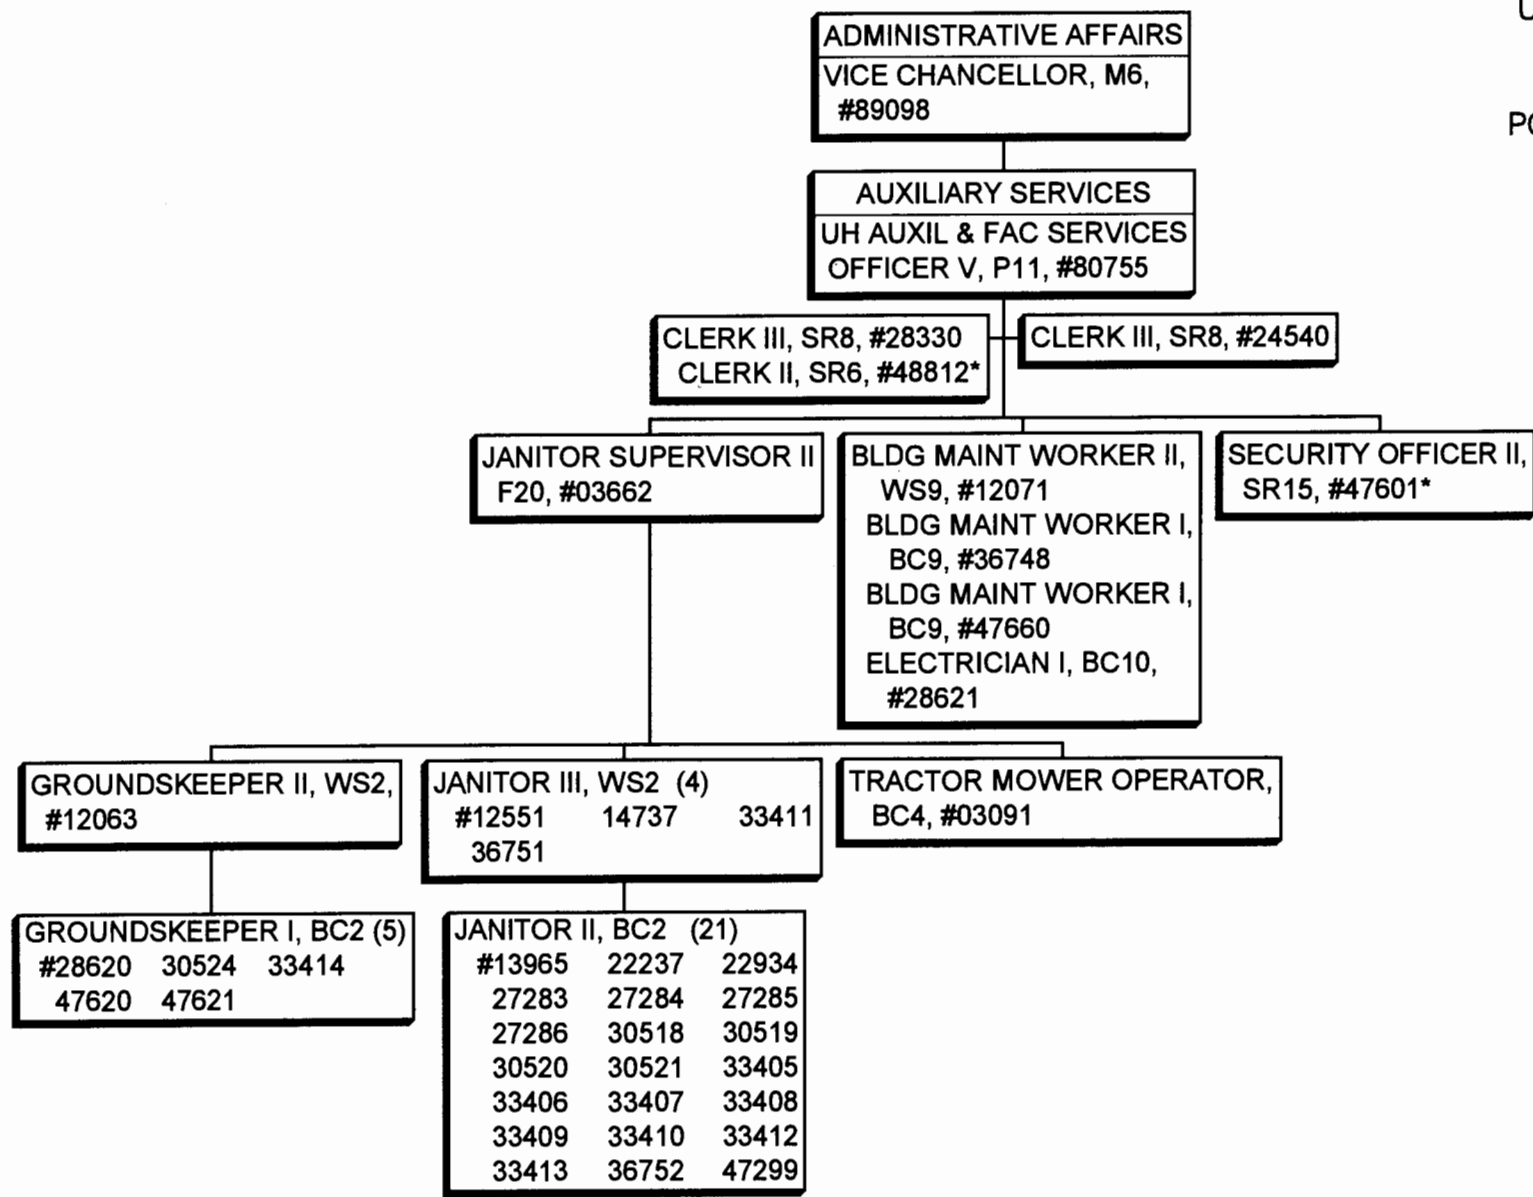 ADMINISTRATIVE AFFAIRS
VICE CHANCELLOR, M6,
#89098
AUXILIARY SERVICES
UH AUXIL & FAC SERVICES
OFFICER V, P11, #80755
CLERK III, SR8, #28330
CLERK II, SR6, #48812*
CLERK III, SR8, #24540
JANITOR SUPERVISOR II
F20, #03662
BLDG MAINT WORKER II,
WS9, #12071
BLDG MAINT WORKER I,
BC9, #36748
BLDG MAINT WORKER I,
BC9, #47660
ELECTRICIAN I, BC10,
#28621
SECURITY OFFICER II,
SR15, #47601*
GROUNDSKEEPER II, WS2,
#12063
JANITOR III, WS2 (4)
#12551 14737 33411
36751
TRACTOR MOWER OPERATOR,
BC4, #03091
GROUNDSKEEPER I, BC2 (5)
#28620 30524 33414
47620 47621
JANITOR II, BC2 (21)
#13965 22237 22934
27283 27284 27285
27286 30518 30519
30520 30521 33405
33406 33407 33408
33409 33410 33412
33413 36752 47299